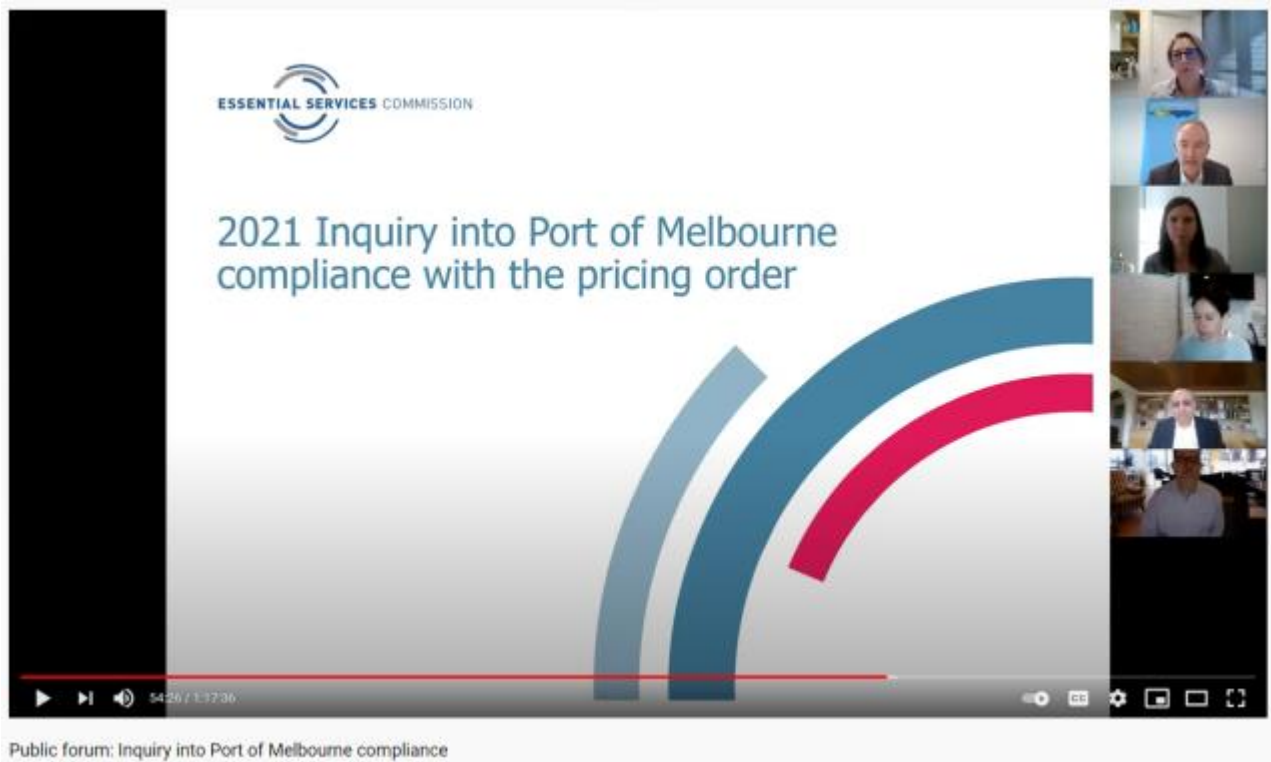 ESSENTIAL SERVICES COMMISSION
2021 Inquiry into Port of Melbourne
compliance with the pricing order
54:26 / 1:17:36
CC
Public forum: Inquiry into Port of Melbourne compliance